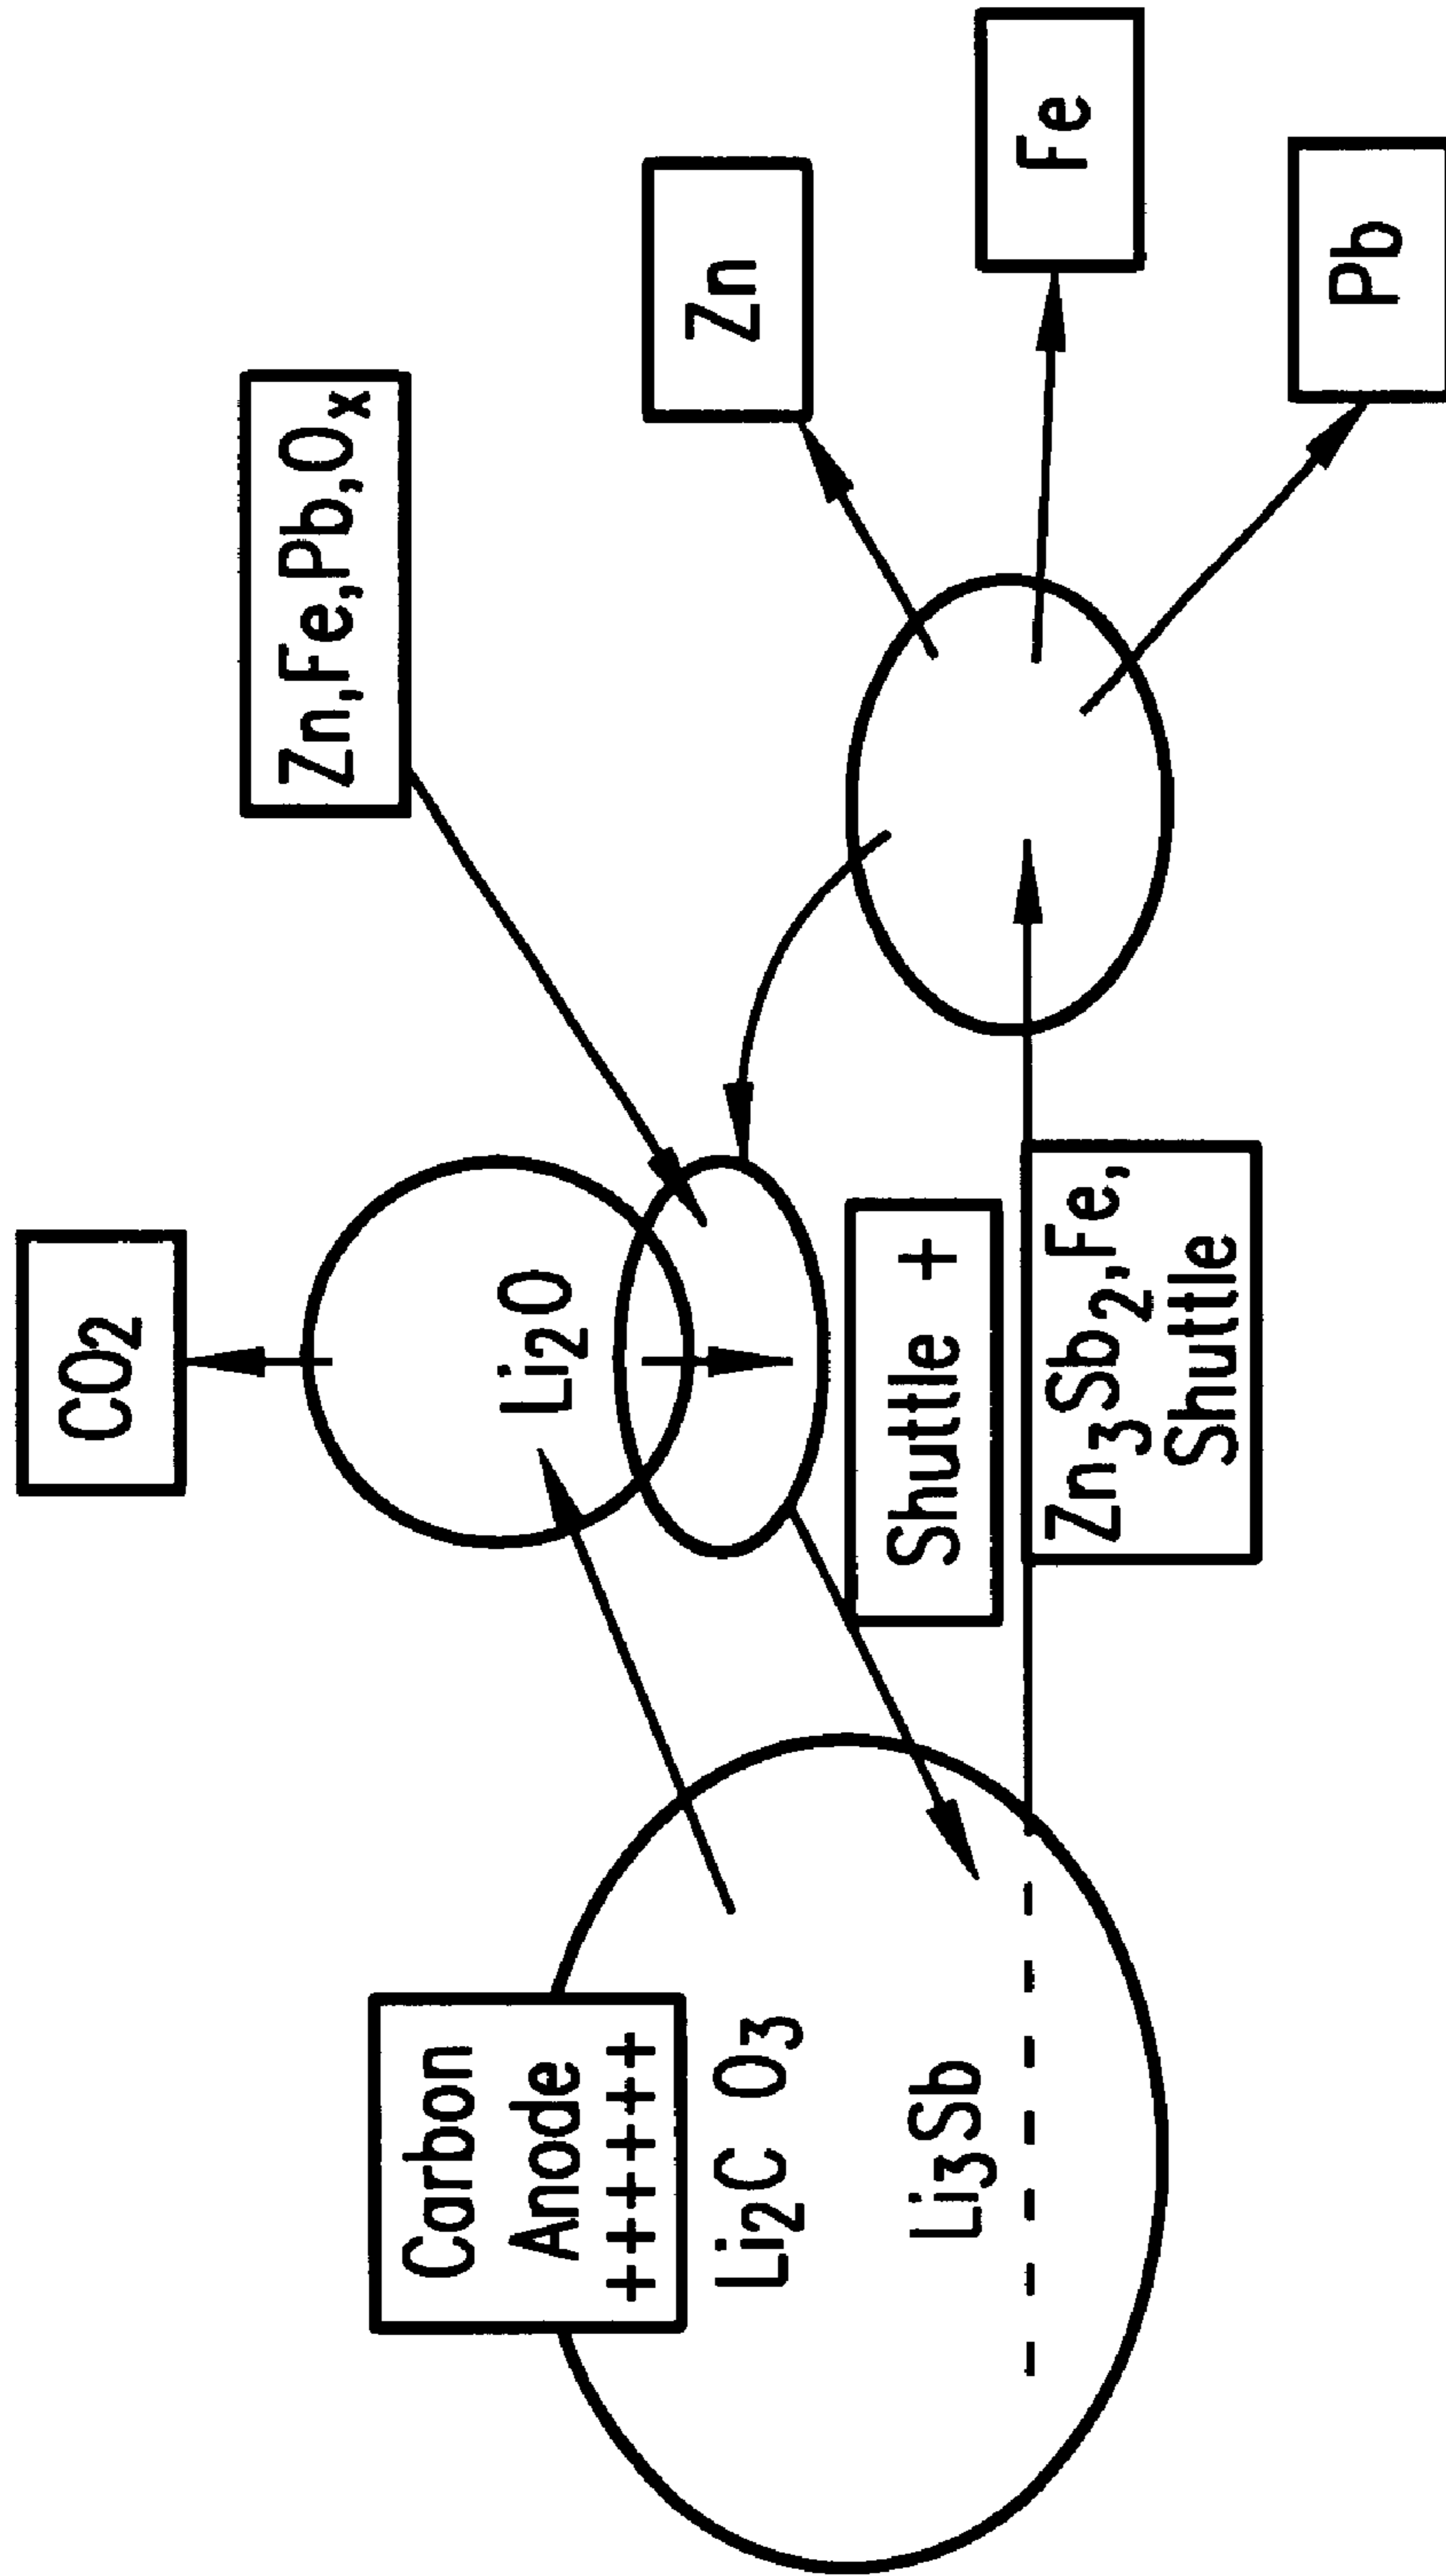 CO2
Zn,Fe,Pb,Ox
Carbon
Anode
++++++
Li2O
Zn
Li2C O3
Li3Sb
Shuttle +
Zn3Sb2,Fe,
Shuttle
Fe
Pb